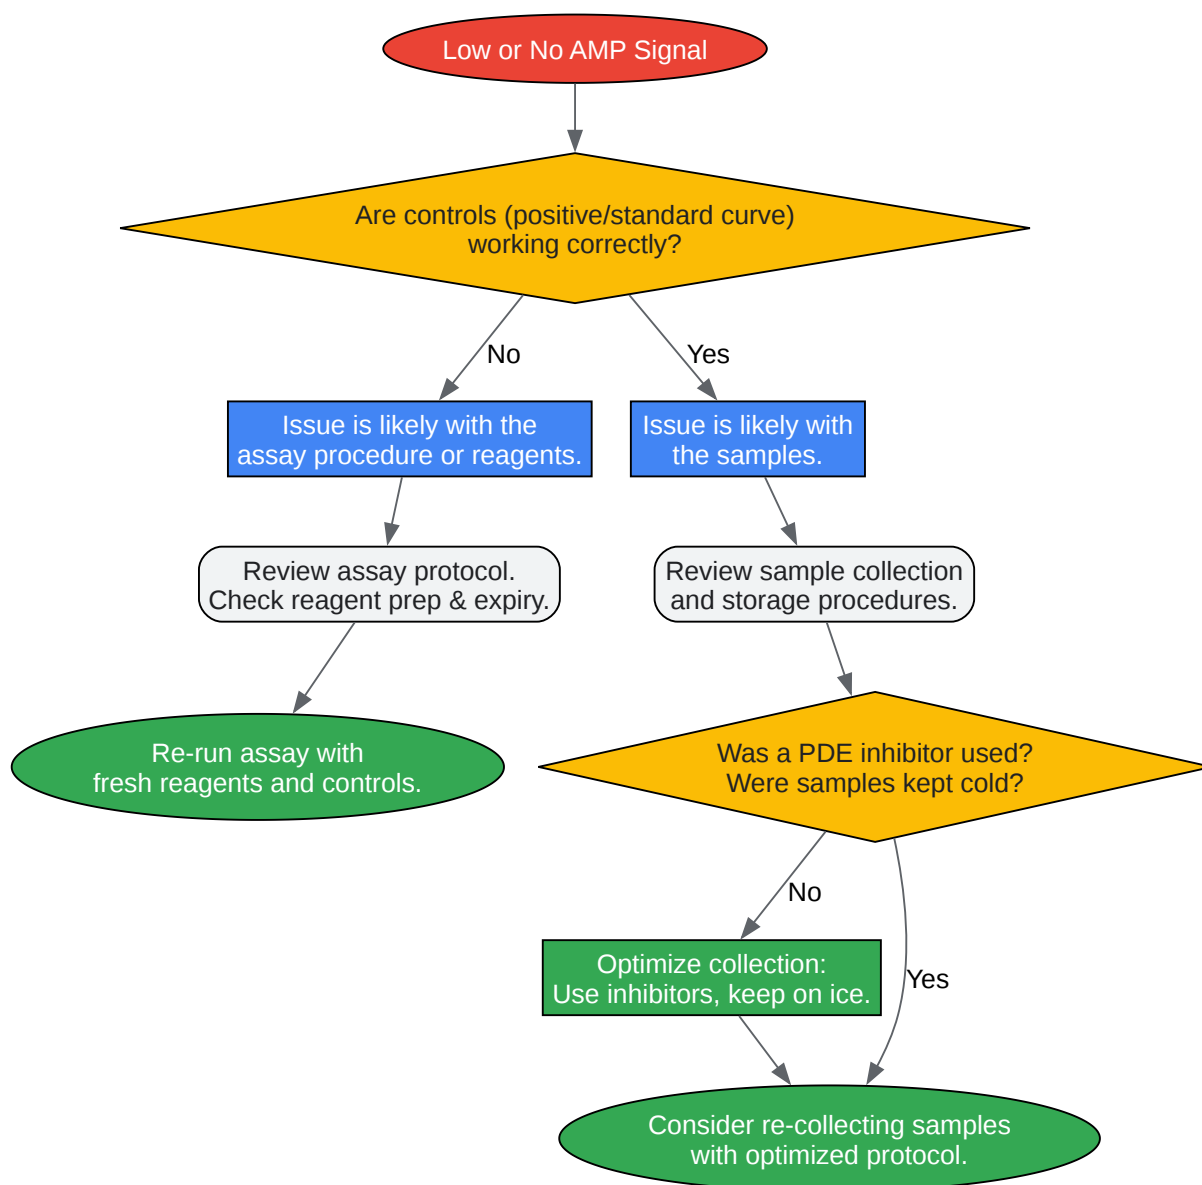 Low or No AMP Signal
Are controls (positive/standard curve)
working correctly?
No
Yes
Issue is likely with the
assay procedure or reagents.
Issue is likely with
the samples.
Review assay protocol.
Check reagent prep & expiry.
Review sample collection
and storage procedures.
Re-run assay with
fresh reagents and controls.
Was a PDE inhibitor used?
Were samples kept cold?
No
Yes
Optimize collection:
Use inhibitors, keep on ice.
Consider re-collecting samples
with optimized protocol.